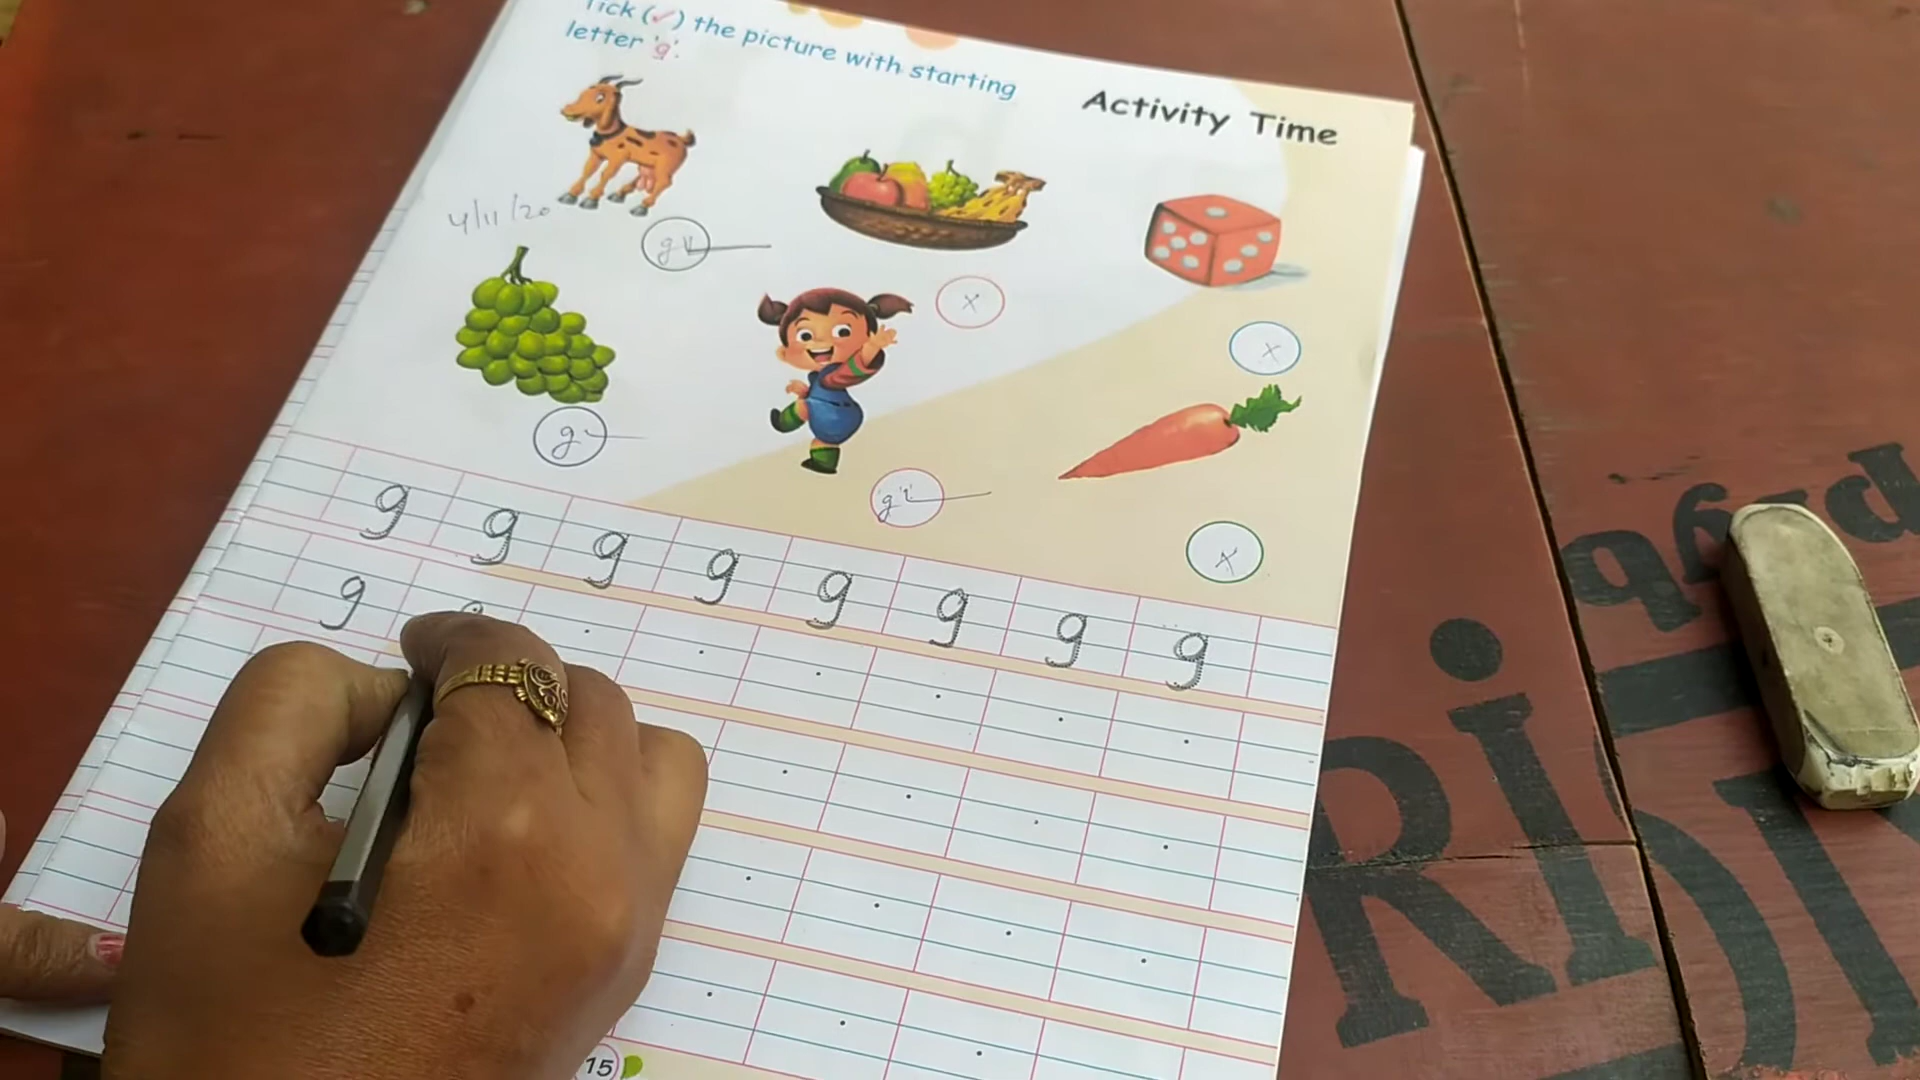 Tick (✓) the picture with starting
letter 'g'.
Activity Time
4/11/20
g ✓
x
x
g ✓
g ✓
x
g g g g g g g g
g
15